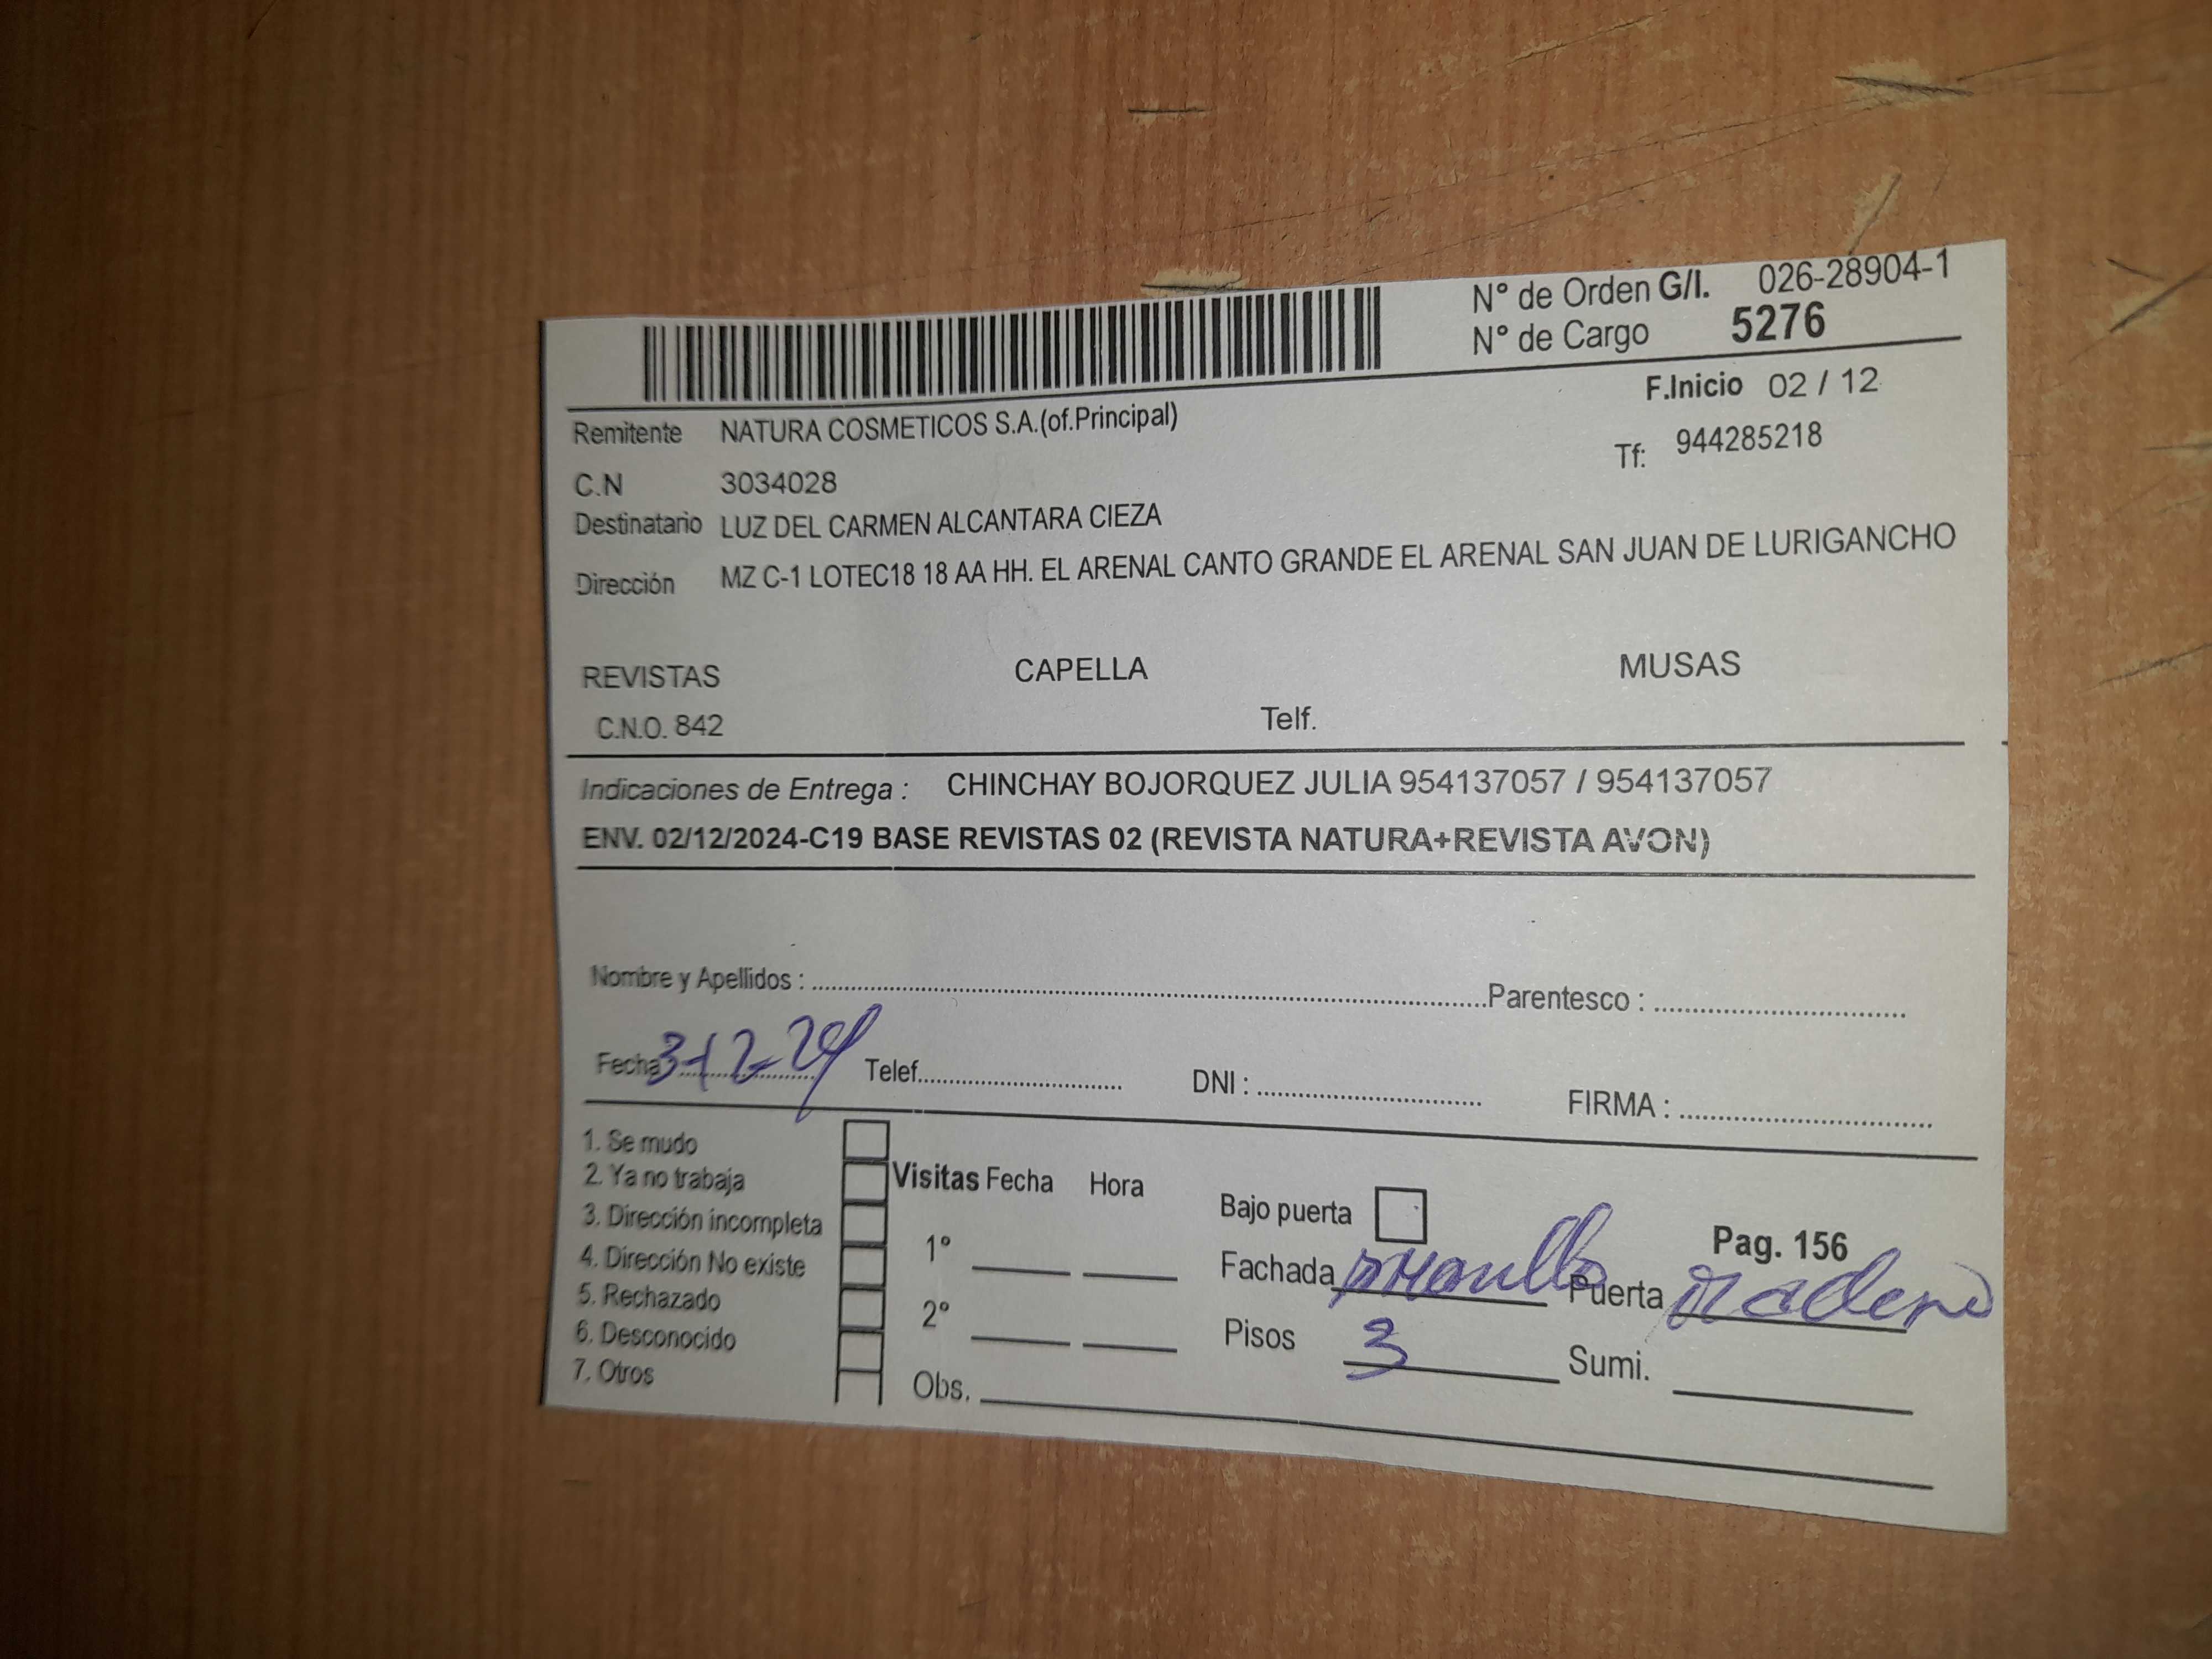 N° de Orden G/I. 026-28904-1
N° de Cargo 5276
F.Inicio 02 / 12
Remitente NATURA COSMETICOS S.A.(of.Principal)
Tf: 944285218
C.N 3034028
Destinatario LUZ DEL CARMEN ALCANTARA CIEZA
Dirección MZ C-1 LOTEC18 18 AA HH. EL ARENAL CANTO GRANDE EL ARENAL SAN JUAN DE LURIGANCHO
REVISTAS CAPELLA MUSAS
C.N.O. 842 Telf.
Indicaciones de Entrega : CHINCHAY BOJORQUEZ JULIA 954137057 / 954137057
ENV. 02/12/2024-C19 BASE REVISTAS 02 (REVISTA NATURA+REVISTA AVON)
Nombre y Apellidos : Parentesco :
Fecha 3-12-24 Telef. DNI : FIRMA :
1. Se mudo
2. Ya no trabaja
3. Dirección incompleta
4. Dirección No existe
5. Rechazado
6. Desconocido
7. Otros
Visitas Fecha Hora
1°
2°
Obs.
Bajo puerta
Pag. 156
Fachada Puerta madera
Pisos 3 Sumi.